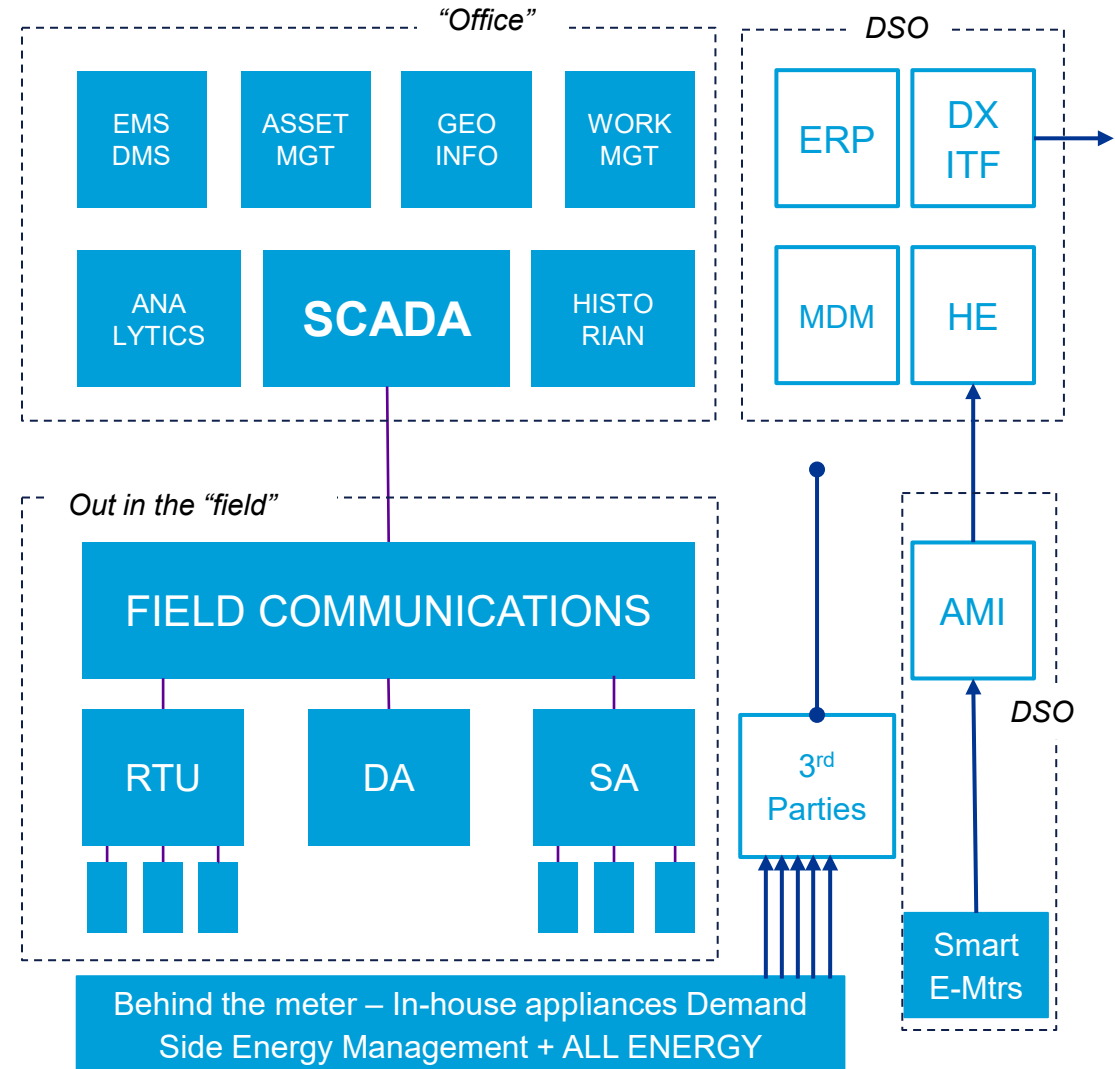 “Office”
DSO
EMS
DMS
ASSET
MGT
GEO
INFO
WORK
MGT
ERP
DX
ITF
ANA
LYTICS
SCADA
HISTO
RIAN
MDM
HE
Out in the “field”
FIELD COMMUNICATIONS
AMI
RTU
DA
SA
3rd
Parties
DSO
Smart
E-Mtrs
Behind the meter – In-house appliances Demand
Side Energy Management + ALL ENERGY